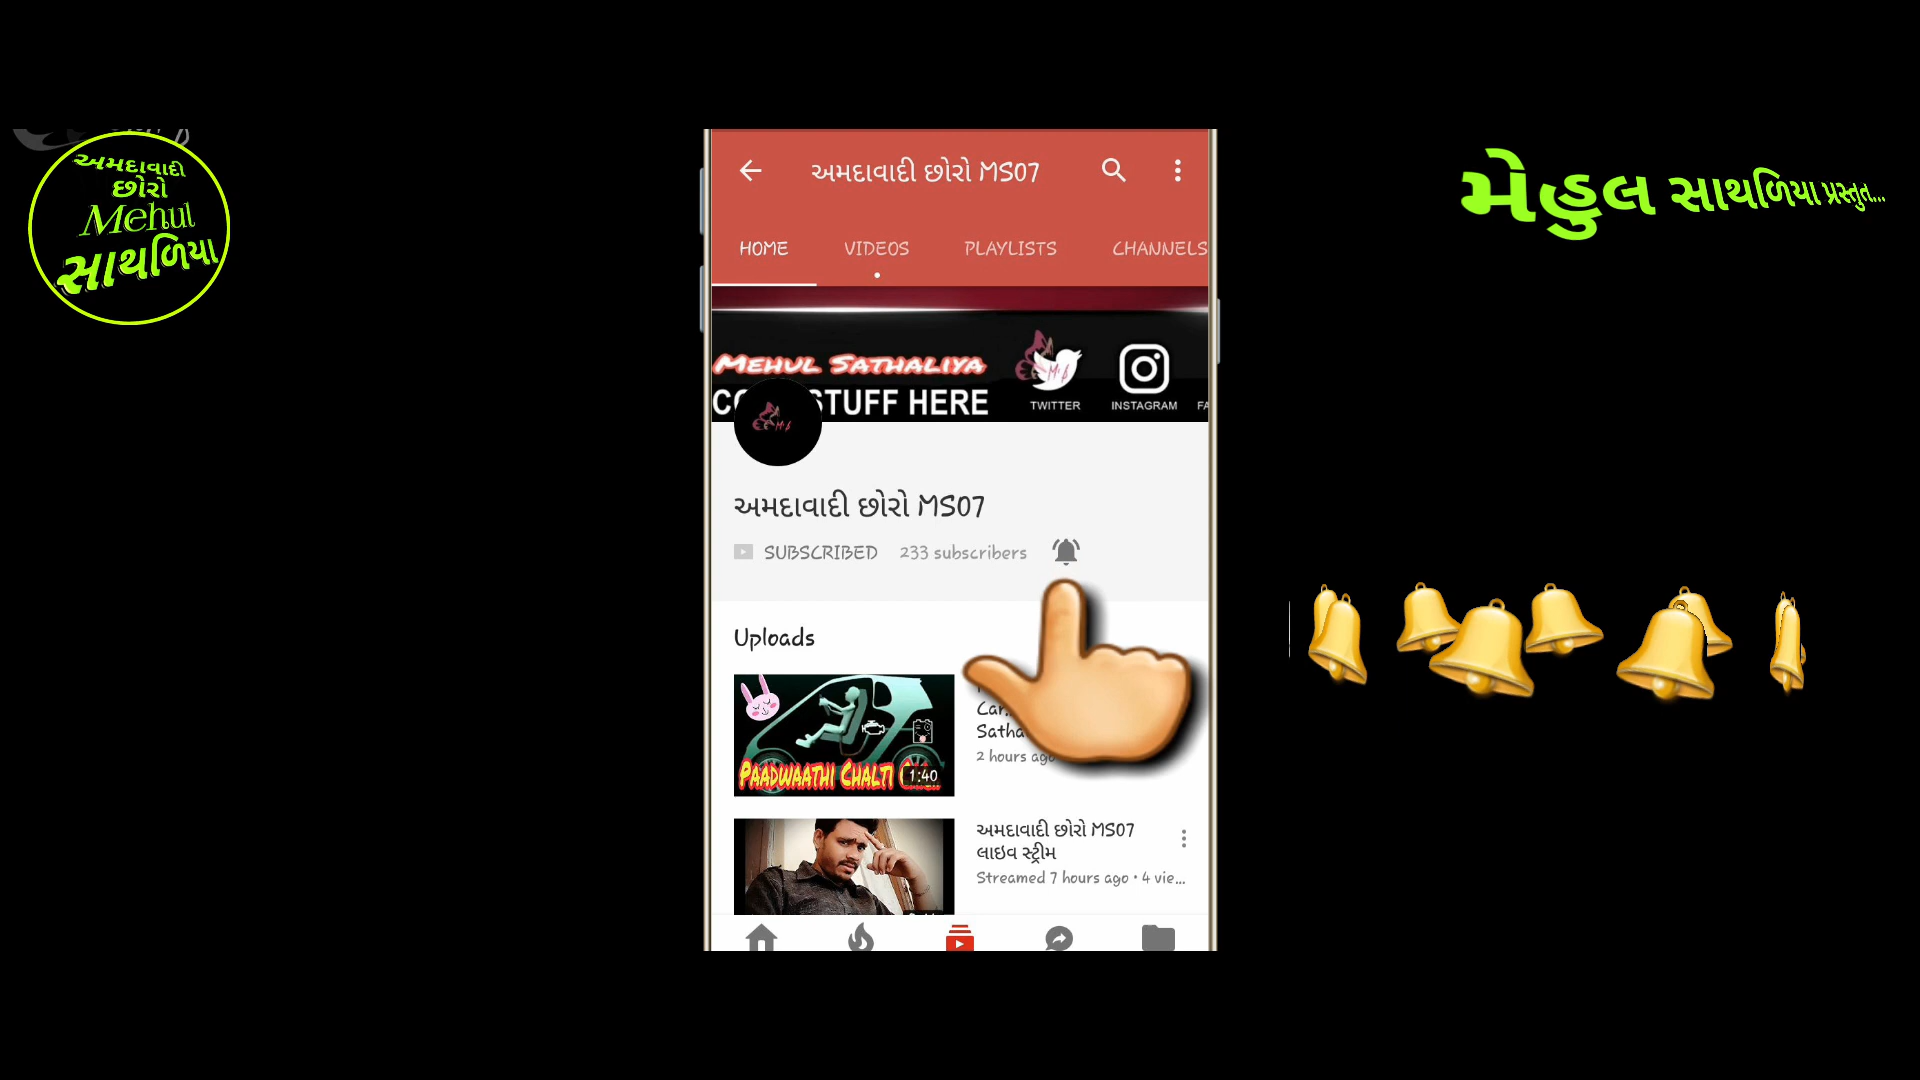 અમદાવાદી
છોરો
Mehul
સાથળિયા
મેહુલ સાથળિયા પ્રસ્તુત...
અમદાવાદી છોરો MS07
HOME VIDEOS PLAYLISTS CHANNELS
MEHUL SATHALIYA
STUFF HERE
TWITTER INSTAGRAM
અમદાવાદી છોરો MS07
SUBSCRIBED 233 subscribers
Uploads
PAADWAATHI CHALTI
1:40
2 hours ago
અમદાવાદી છોરો MS07
લાઇવ સ્ટ્રીમ
Streamed 7 hours ago • 4 vie...